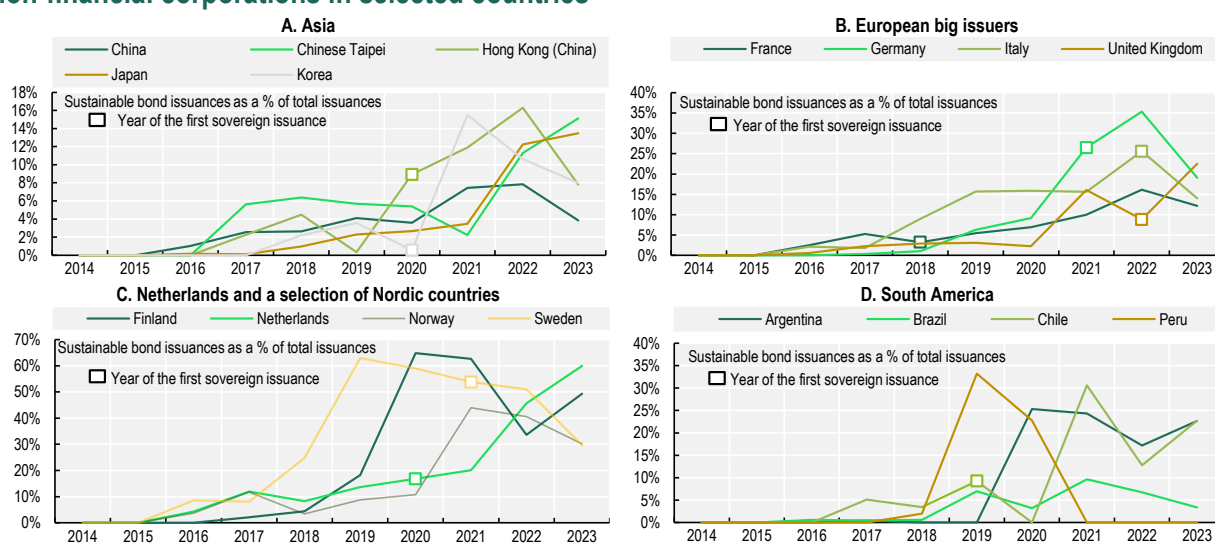 non-financial corporations in selected countries
A. Asia
China Chinese Taipei Hong Kong (China)
Japan Korea
18%
16%
14%
12%
10%
8%
6%
4%
2%
0%
Sustainable bond issuances as a % of total issuances
Year of the first sovereign issuance
2014 2015 2016 2017 2018 2019 2020 2021 2022 2023
B. European big issuers
France Germany Italy United Kingdom
40%
35%
30%
25%
20%
15%
10%
5%
0%
Sustainable bond issuances as a % of total issuances
Year of the first sovereign issuance
2014 2015 2016 2017 2018 2019 2020 2021 2022 2023
C. Netherlands and a selection of Nordic countries
Finland Netherlands Norway Sweden
70%
60%
50%
40%
30%
20%
10%
0%
Sustainable bond issuances as a % of total issuances
Year of the first sovereign issuance
2014 2015 2016 2017 2018 2019 2020 2021 2022 2023
D. South America
Argentina Brazil Chile Peru
40%
35%
30%
25%
20%
15%
10%
5%
0%
Sustainable bond issuances as a % of total issuances
Year of the first sovereign issuance
2014 2015 2016 2017 2018 2019 2020 2021 2022 2023